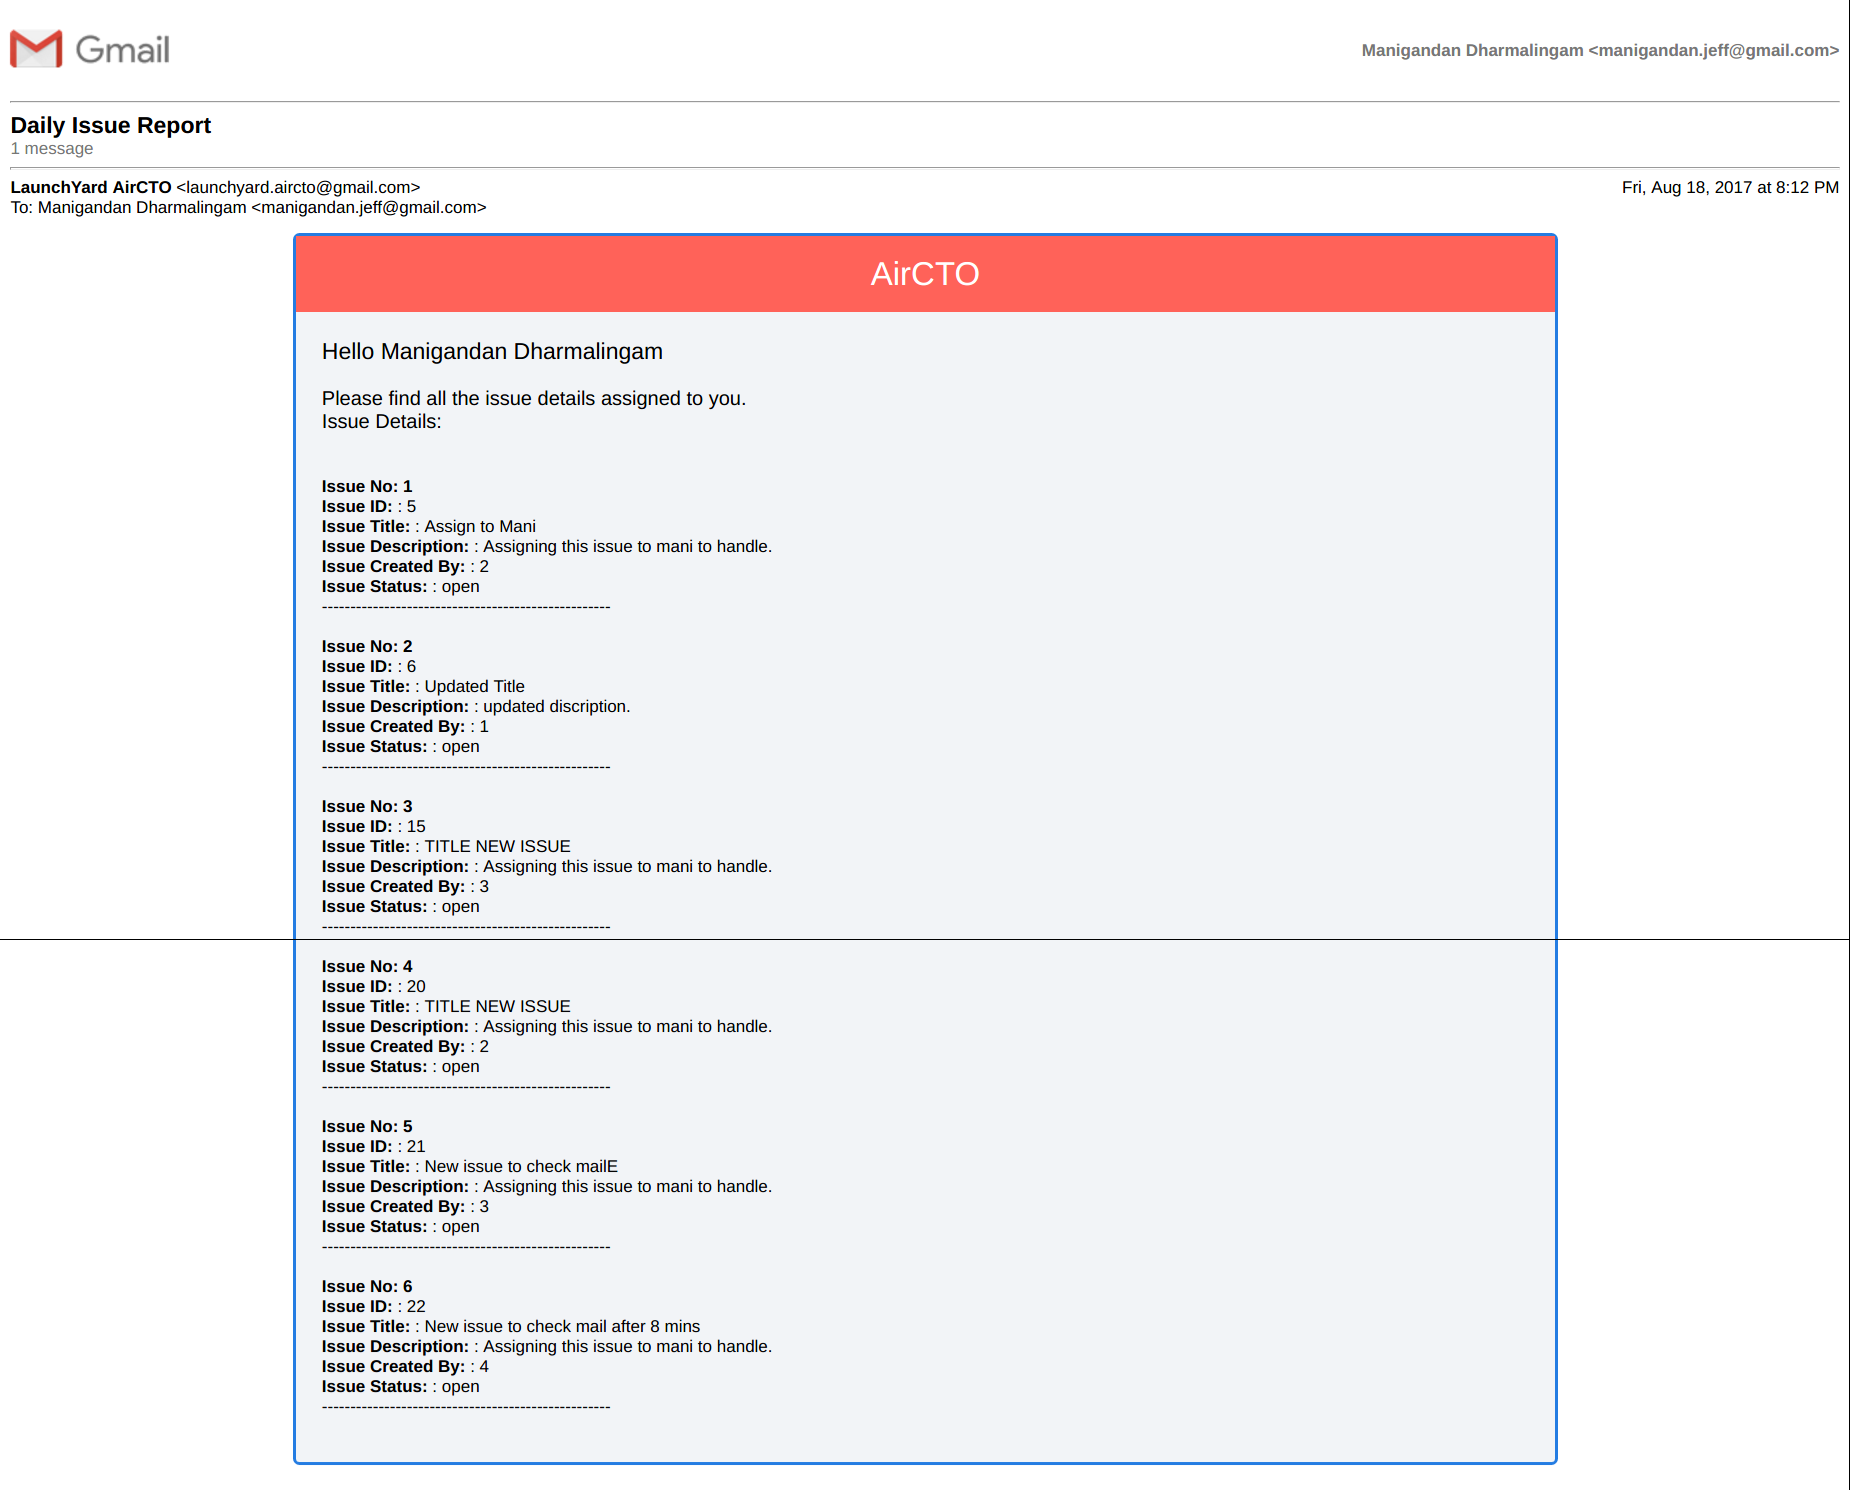 Gmail
Manigandan Dharmalingam <manigandan.jeff@gmail.com>
Daily Issue Report
1 message
LaunchYard AirCTO <launchyard.aircto@gmail.com>
Fri, Aug 18, 2017 at 8:12 PM
To: Manigandan Dharmalingam <manigandan.jeff@gmail.com>
AirCTO
Hello Manigandan Dharmalingam
Please find all the issue details assigned to you.
Issue Details:
Issue No: 1
Issue ID: : 5
Issue Title: : Assign to Mani
Issue Description: : Assigning this issue to mani to handle.
Issue Created By: : 2
Issue Status: : open
---------------------------------------------------
Issue No: 2
Issue ID: : 6
Issue Title: : Updated Title
Issue Description: : updated discription.
Issue Created By: : 1
Issue Status: : open
---------------------------------------------------
Issue No: 3
Issue ID: : 15
Issue Title: : TITLE NEW ISSUE
Issue Description: : Assigning this issue to mani to handle.
Issue Created By: : 3
Issue Status: : open
---------------------------------------------------
Issue No: 4
Issue ID: : 20
Issue Title: : TITLE NEW ISSUE
Issue Description: : Assigning this issue to mani to handle.
Issue Created By: : 2
Issue Status: : open
---------------------------------------------------
Issue No: 5
Issue ID: : 21
Issue Title: : New issue to check mailE
Issue Description: : Assigning this issue to mani to handle.
Issue Created By: : 3
Issue Status: : open
---------------------------------------------------
Issue No: 6
Issue ID: : 22
Issue Title: : New issue to check mail after 8 mins
Issue Description: : Assigning this issue to mani to handle.
Issue Created By: : 4
Issue Status: : open
---------------------------------------------------